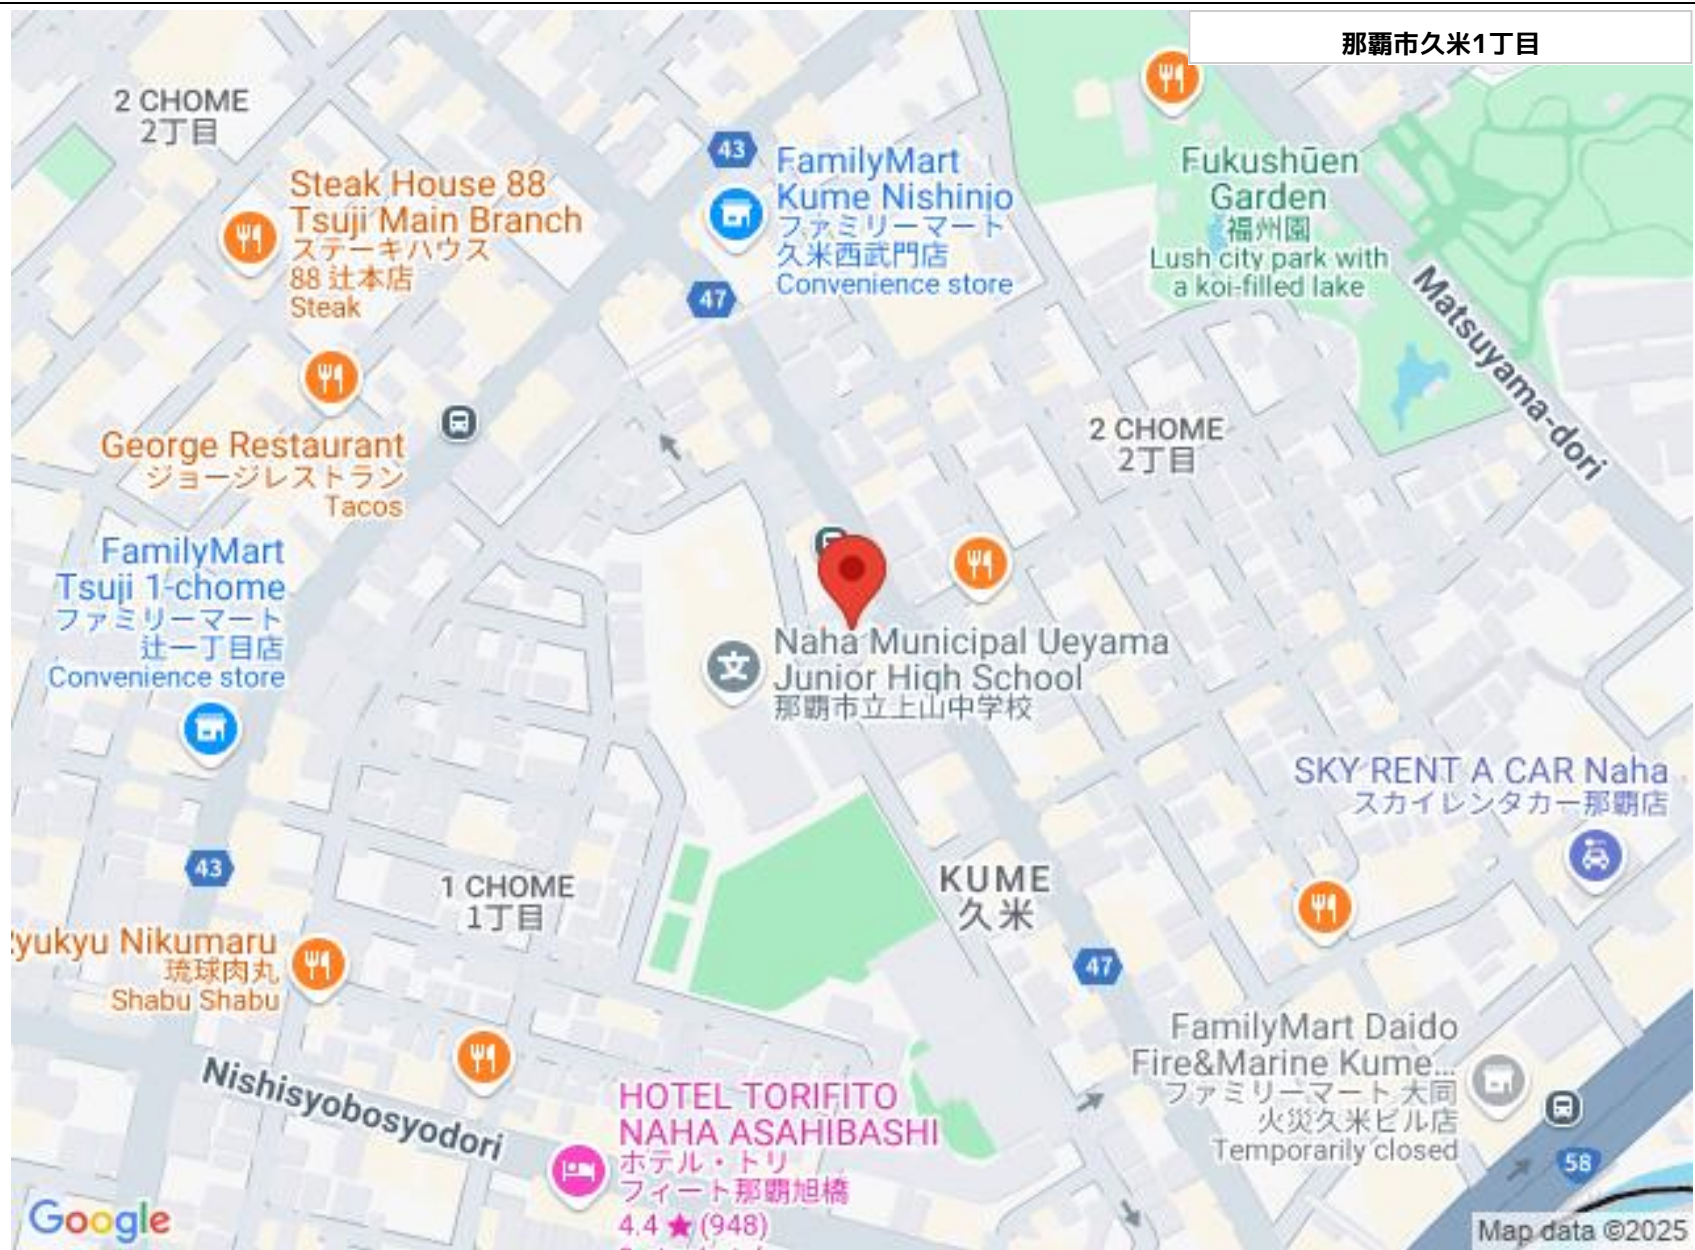 那覇市久米1丁目
2 CHOME
2丁目
43
FamilyMart
Kume Nishinjo
ファミリーマート
久米西武門店
Convenience store
Fukushūen
Garden
福州園
Lush city park with
a koi-filled lake
Steak House 88
Tsuji Main Branch
ステーキハウス
88 辻本店
Steak
47
Matsuyama-dori
George Restaurant
ジョージレストラン
Tacos
2 CHOME
2丁目
FamilyMart
Tsuji 1-chome
ファミリーマート
辻一丁目店
Convenience store
文
Naha Municipal Ueyama
Junior High School
那覇市立上山中学校
SKY RENT A CAR Naha
スカイレンタカー那覇店
43
1 CHOME
1丁目
KUME
久米
yukyu Nikumaru
琉球肉丸
Shabu Shabu
47
FamilyMart Daido
Fire&Marine Kume...
ファミリーマート 大同
火災久米ビル店
Temporarily closed
Nishisyobosyodori
HOTEL TORIFITO
NAHA ASAHIBASHI
ホテル・トリ
フィート那覇旭橋
4.4 ★ (948)
58
Google
Map data ©2025